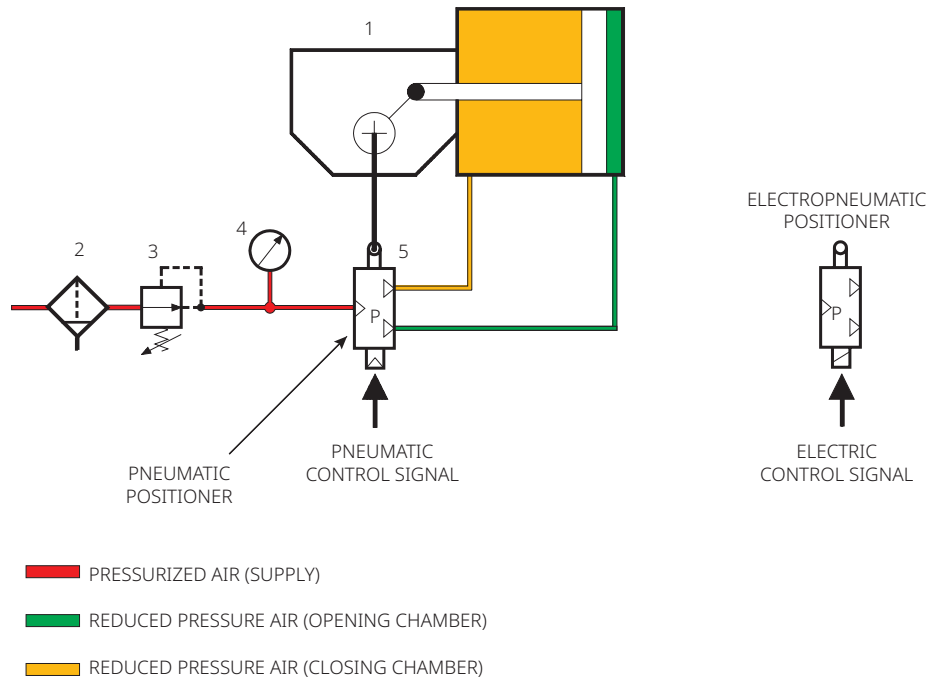 1
2
3
4
5
P
PNEUMATIC
POSITIONER
PNEUMATIC
CONTROL SIGNAL
ELECTROPNEUMATIC
POSITIONER
P
ELECTRIC
CONTROL SIGNAL
PRESSURIZED AIR (SUPPLY)
REDUCED PRESSURE AIR (OPENING CHAMBER)
REDUCED PRESSURE AIR (CLOSING CHAMBER)